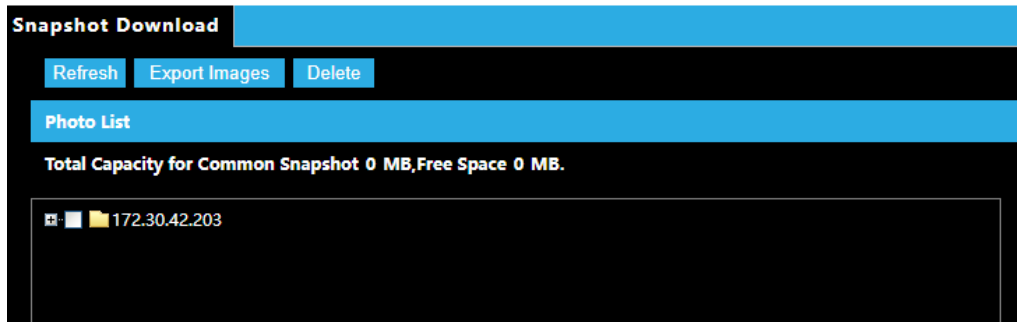 Snapshot Download
Refresh Export Images Delete
Photo List
Total Capacity for Common Snapshot 0 MB,Free Space 0 MB.
172.30.42.203